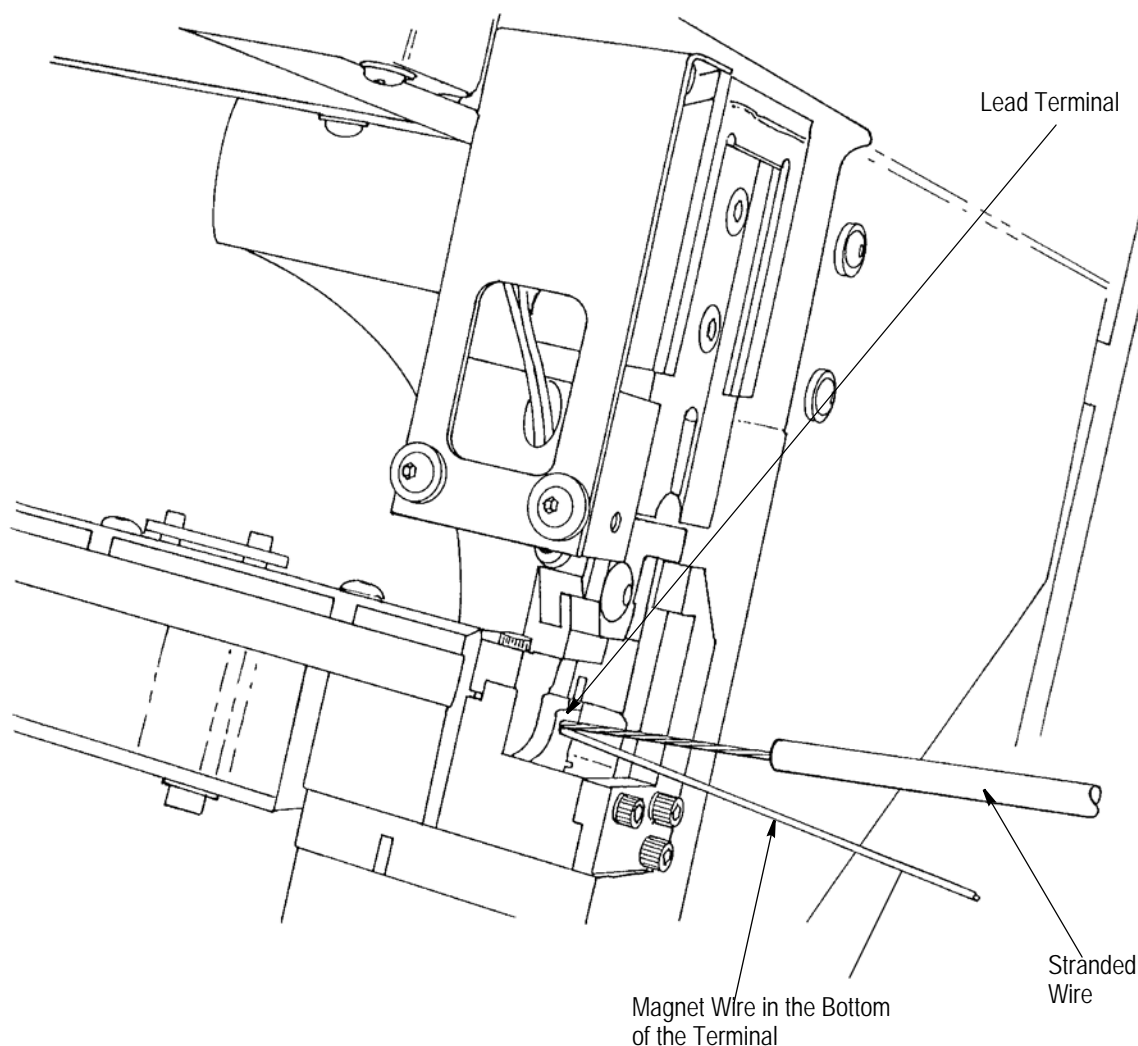 Lead Terminal
Stranded
Wire
Magnet Wire in the Bottom
of the Terminal